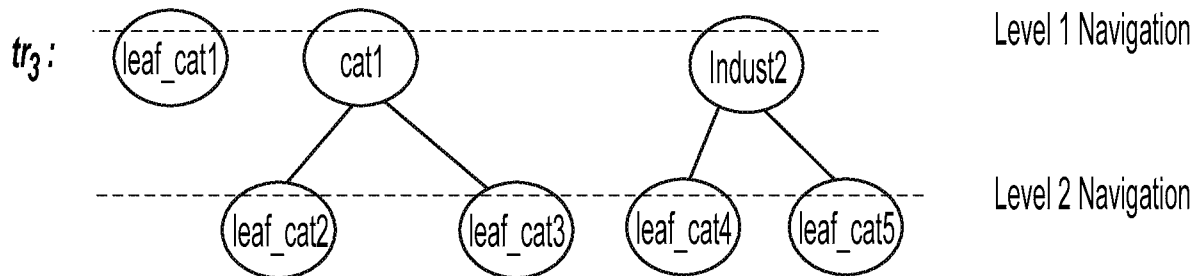 Level 1 Navigation
tr3 :
leaf_cat1
cat1
Indust2
Level 2 Navigation
leaf_cat2
leaf_cat3
leaf_cat4
leaf_cat5